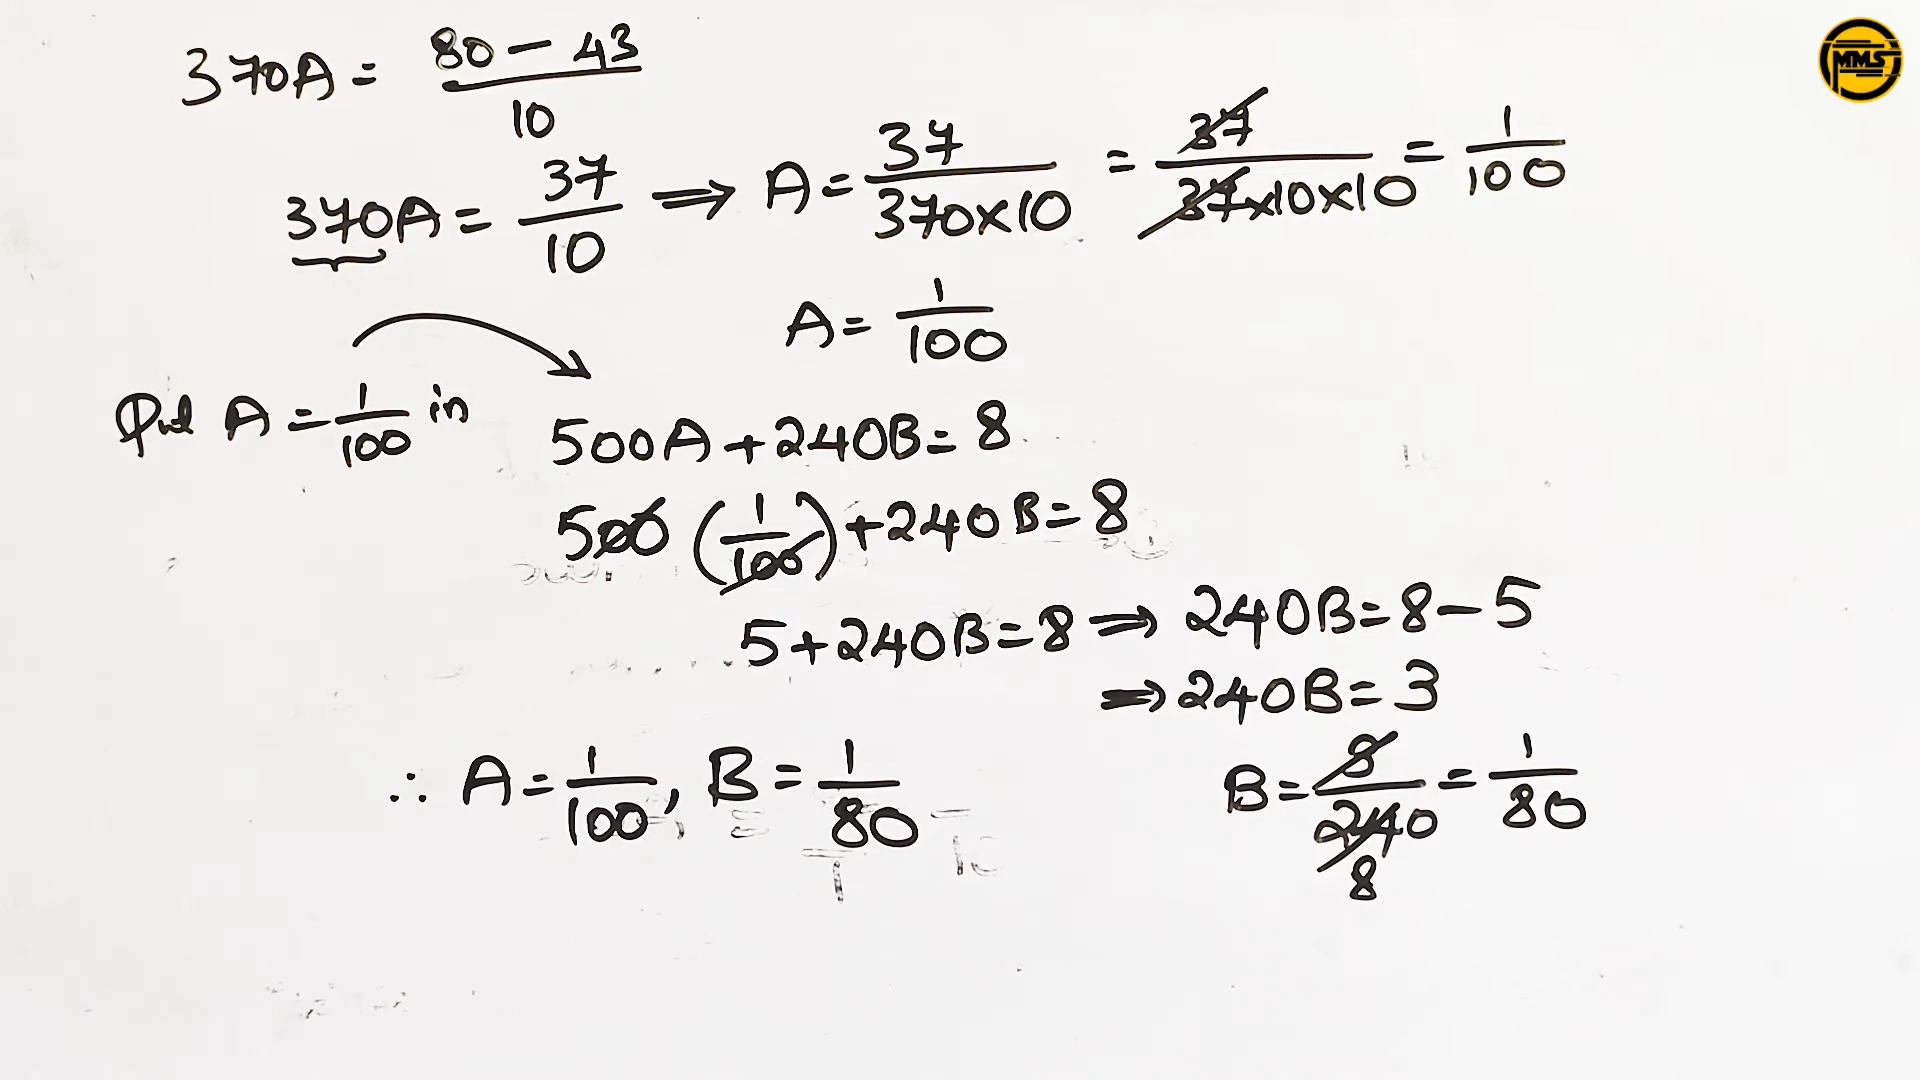 370A = 80 - 43 / 10
MMS
370A = 37/10 ⟹ A = 37/(370×10) = 37/(37×10×10) = 1/100
A = 1/100
Put A = 1/100 in
500A + 240B = 8
500 (1/100) + 240B = 8
5 + 240B = 8 ⟹ 240B = 8 - 5
⟹ 240B = 3
∴ A = 1/100, B = 1/80
B = 3/240 = 1/80
8